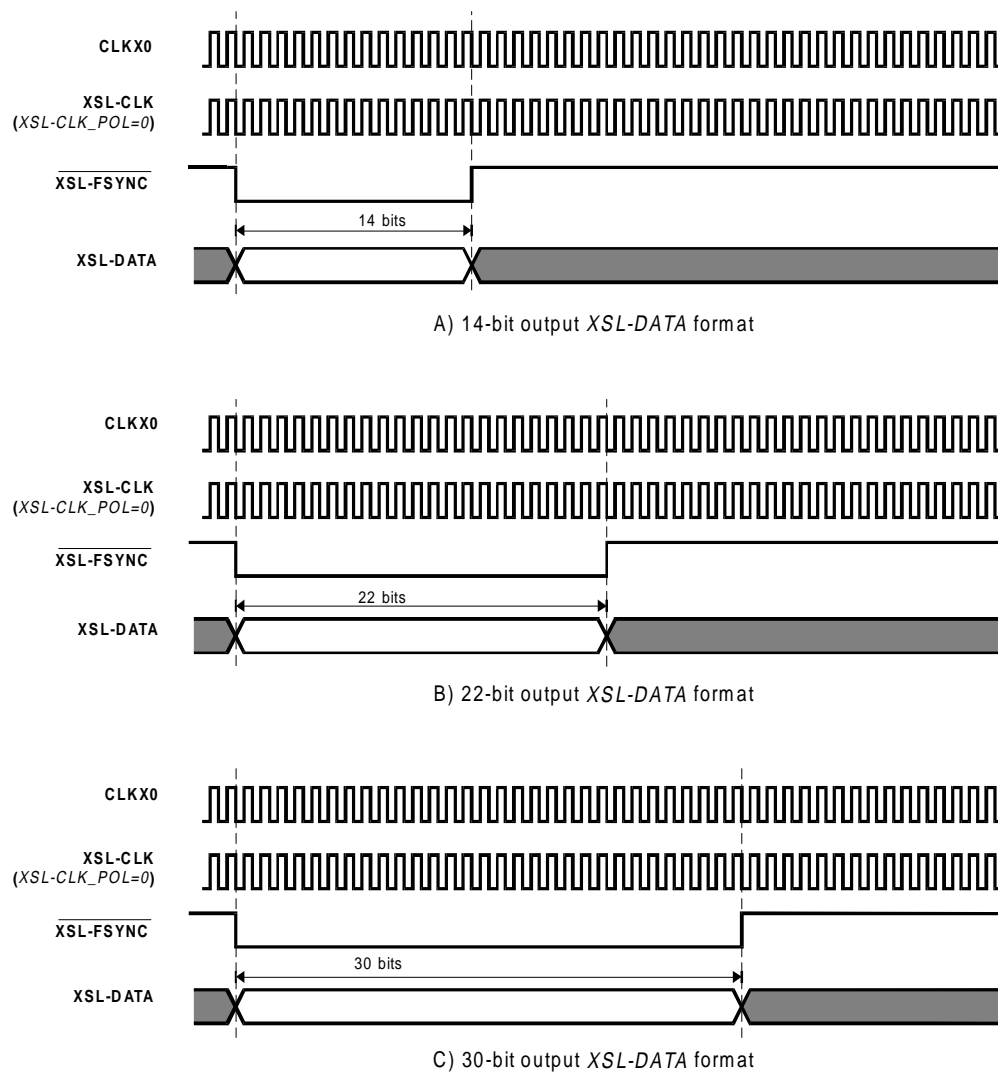 CLKX0
XSL-CLK
(XSL-CLK_POL=0)
XSL-FSYNC
14 bits
XSL-DATA
A) 14-bit output XSL-DATA format
CLKX0
XSL-CLK
(XSL-CLK_POL=0)
XSL-FSYNC
22 bits
XSL-DATA
B) 22-bit output XSL-DATA format
CLKX0
XSL-CLK
(XSL-CLK_POL=0)
XSL-FSYNC
30 bits
XSL-DATA
C) 30-bit output XSL-DATA format